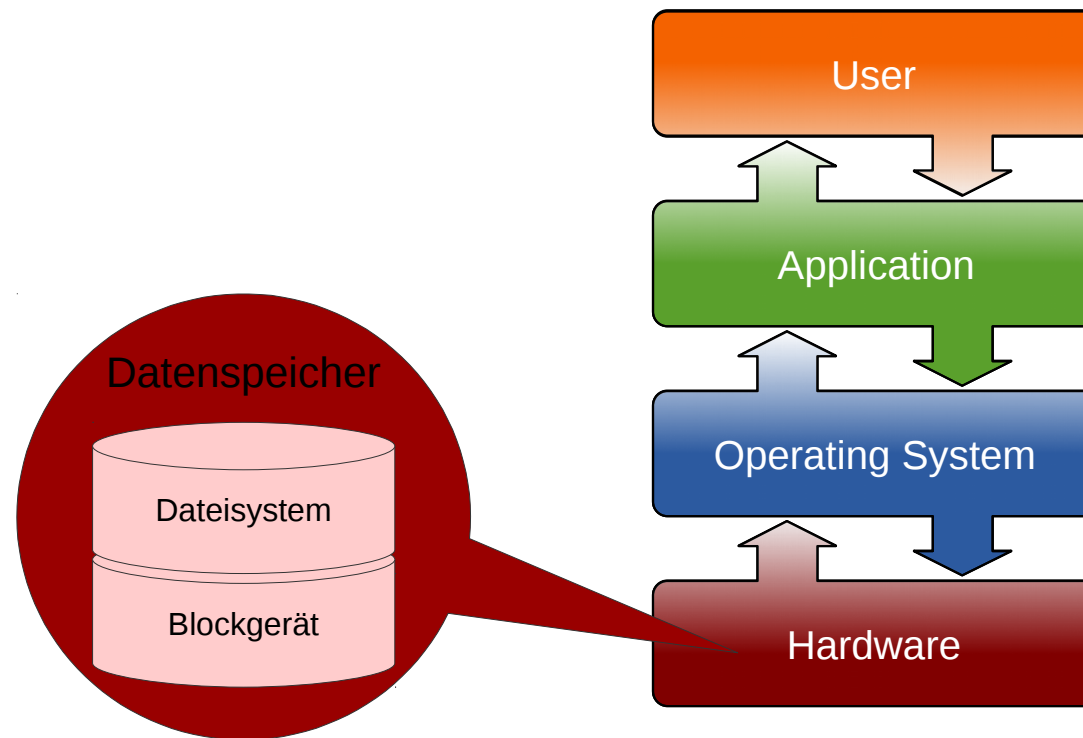 User
Application
Operating System
Hardware
Datenspeicher
Dateisystem
Blockgerät